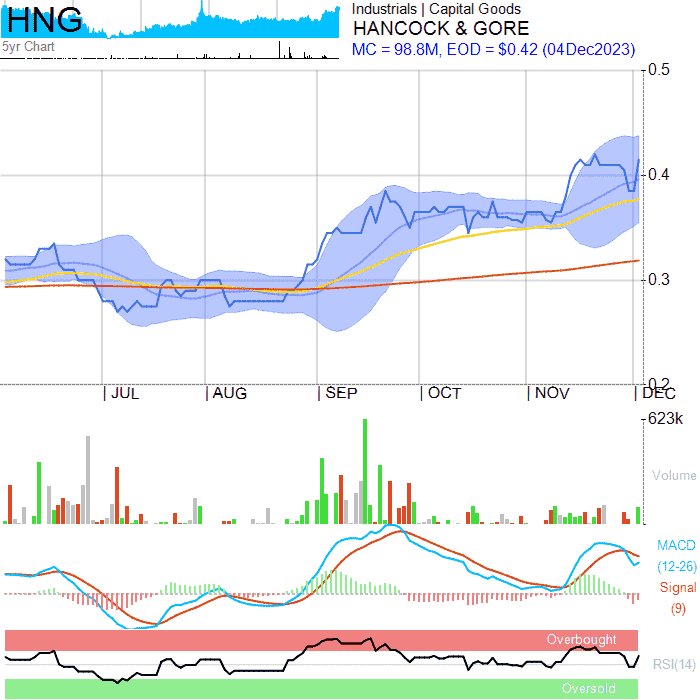 HNG
Industrials | Capital Goods
HANCOCK & GORE
5yr Chart
MC = 98.8M, EOD = $0.42 (04Dec2023)
0.5
0.4
0.3
0.2
JUL AUG SEP OCT NOV DEC
623k
Volume
MACD
(12-26)
Signal
(9)
Overbought
RSI(14)
Oversold